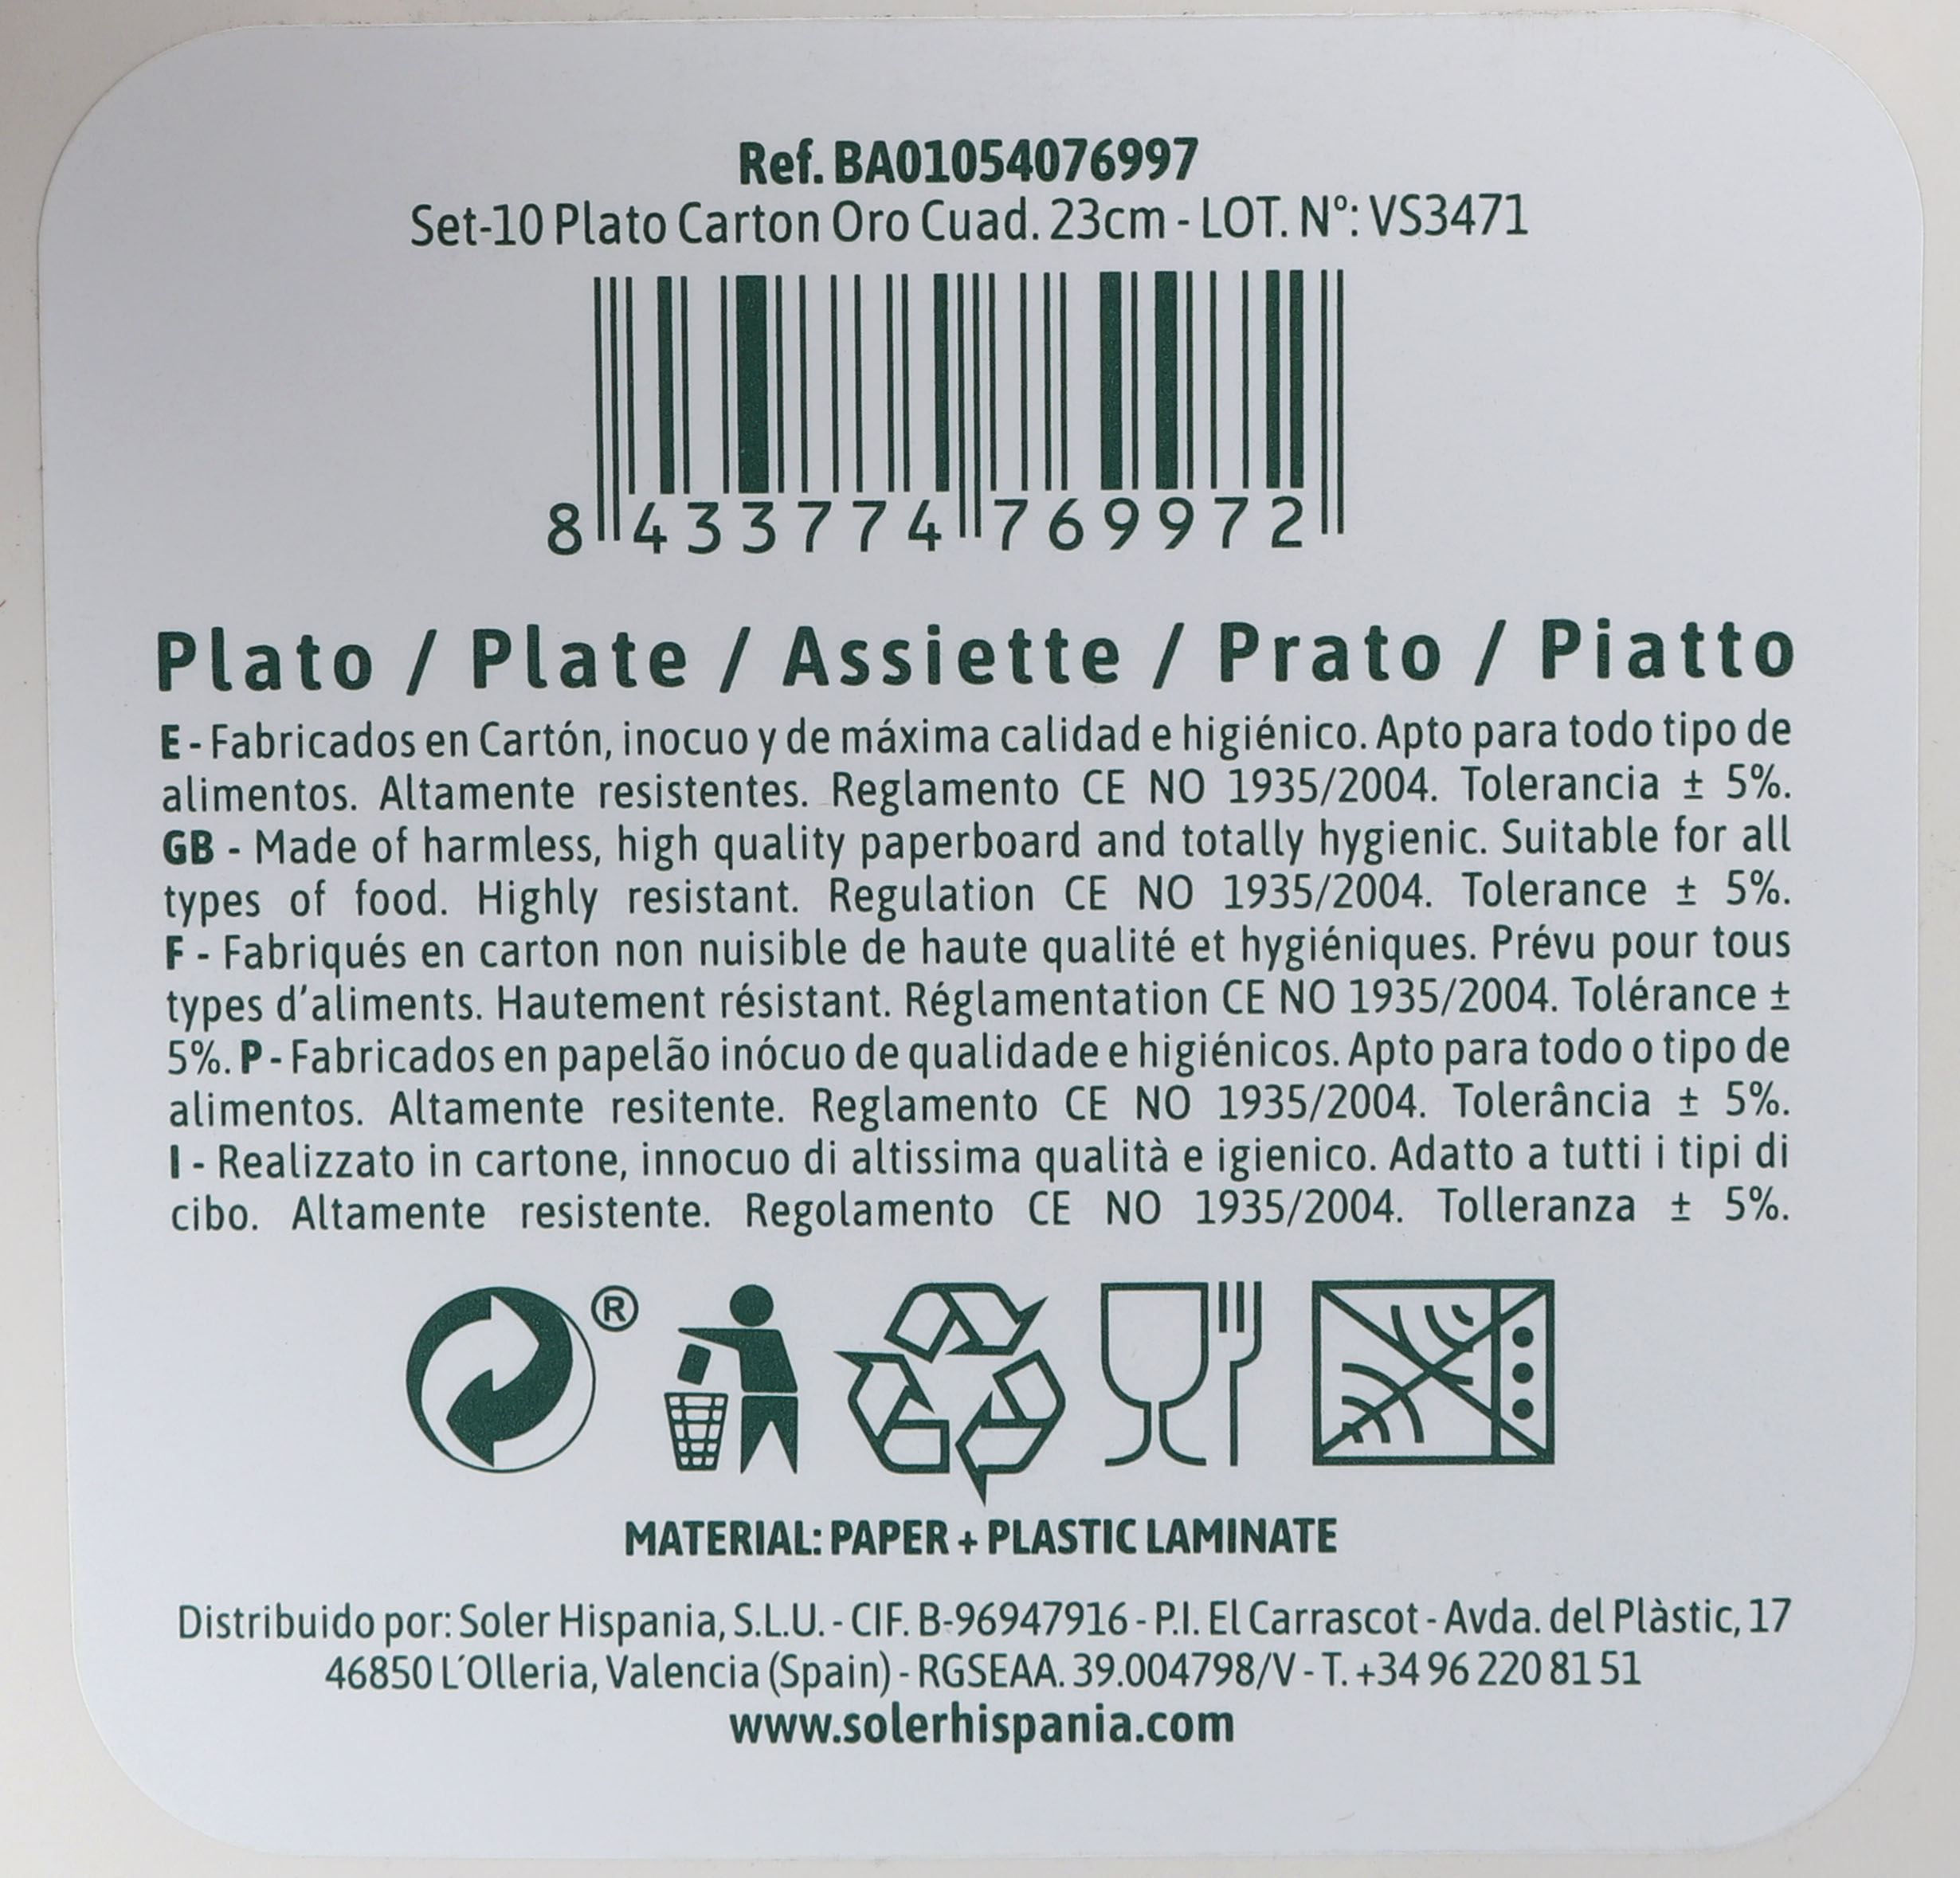 Ref. BA01054076997
Set-10 Plato Carton Oro Cuad. 23cm - LOT. Nº: VS3471
8 433774 769972
Plato / Plate / Assiette / Prato / Piatto
E - Fabricados en Cartón, inocuo y de máxima calidad e higiénico. Apto para todo tipo de
alimentos. Altamente resistentes. Reglamento CE NO 1935/2004. Tolerancia ± 5%.
GB - Made of harmless, high quality paperboard and totally hygienic. Suitable for all
types of food. Highly resistant. Regulation CE NO 1935/2004. Tolerance ± 5%.
F - Fabriqués en carton non nuisible de haute qualité et hygiéniques. Prévu pour tous
types d'aliments. Hautement résistant. Réglamentation CE NO 1935/2004. Tolérance ±
5%. P - Fabricados en papelão inócuo de qualidade e higiénicos. Apto para todo o tipo de
alimentos. Altamente resitente. Reglamento CE NO 1935/2004. Tolerância ± 5%.
I - Realizzato in cartone, innocuo di altissima qualità e igienico. Adatto a tutti i tipi di
cibo. Altamente resistente. Regolamento CE NO 1935/2004. Tolleranza ± 5%.
®
MATERIAL: PAPER + PLASTIC LAMINATE
Distribuido por: Soler Hispania, S.L.U. - CIF. B-96947916 - P.I. El Carrascot - Avda. del Plàstic, 17
46850 L´Olleria, Valencia (Spain) - RGSEAA. 39.004798/V - T. +34 96 220 81 51
www.solerhispania.com